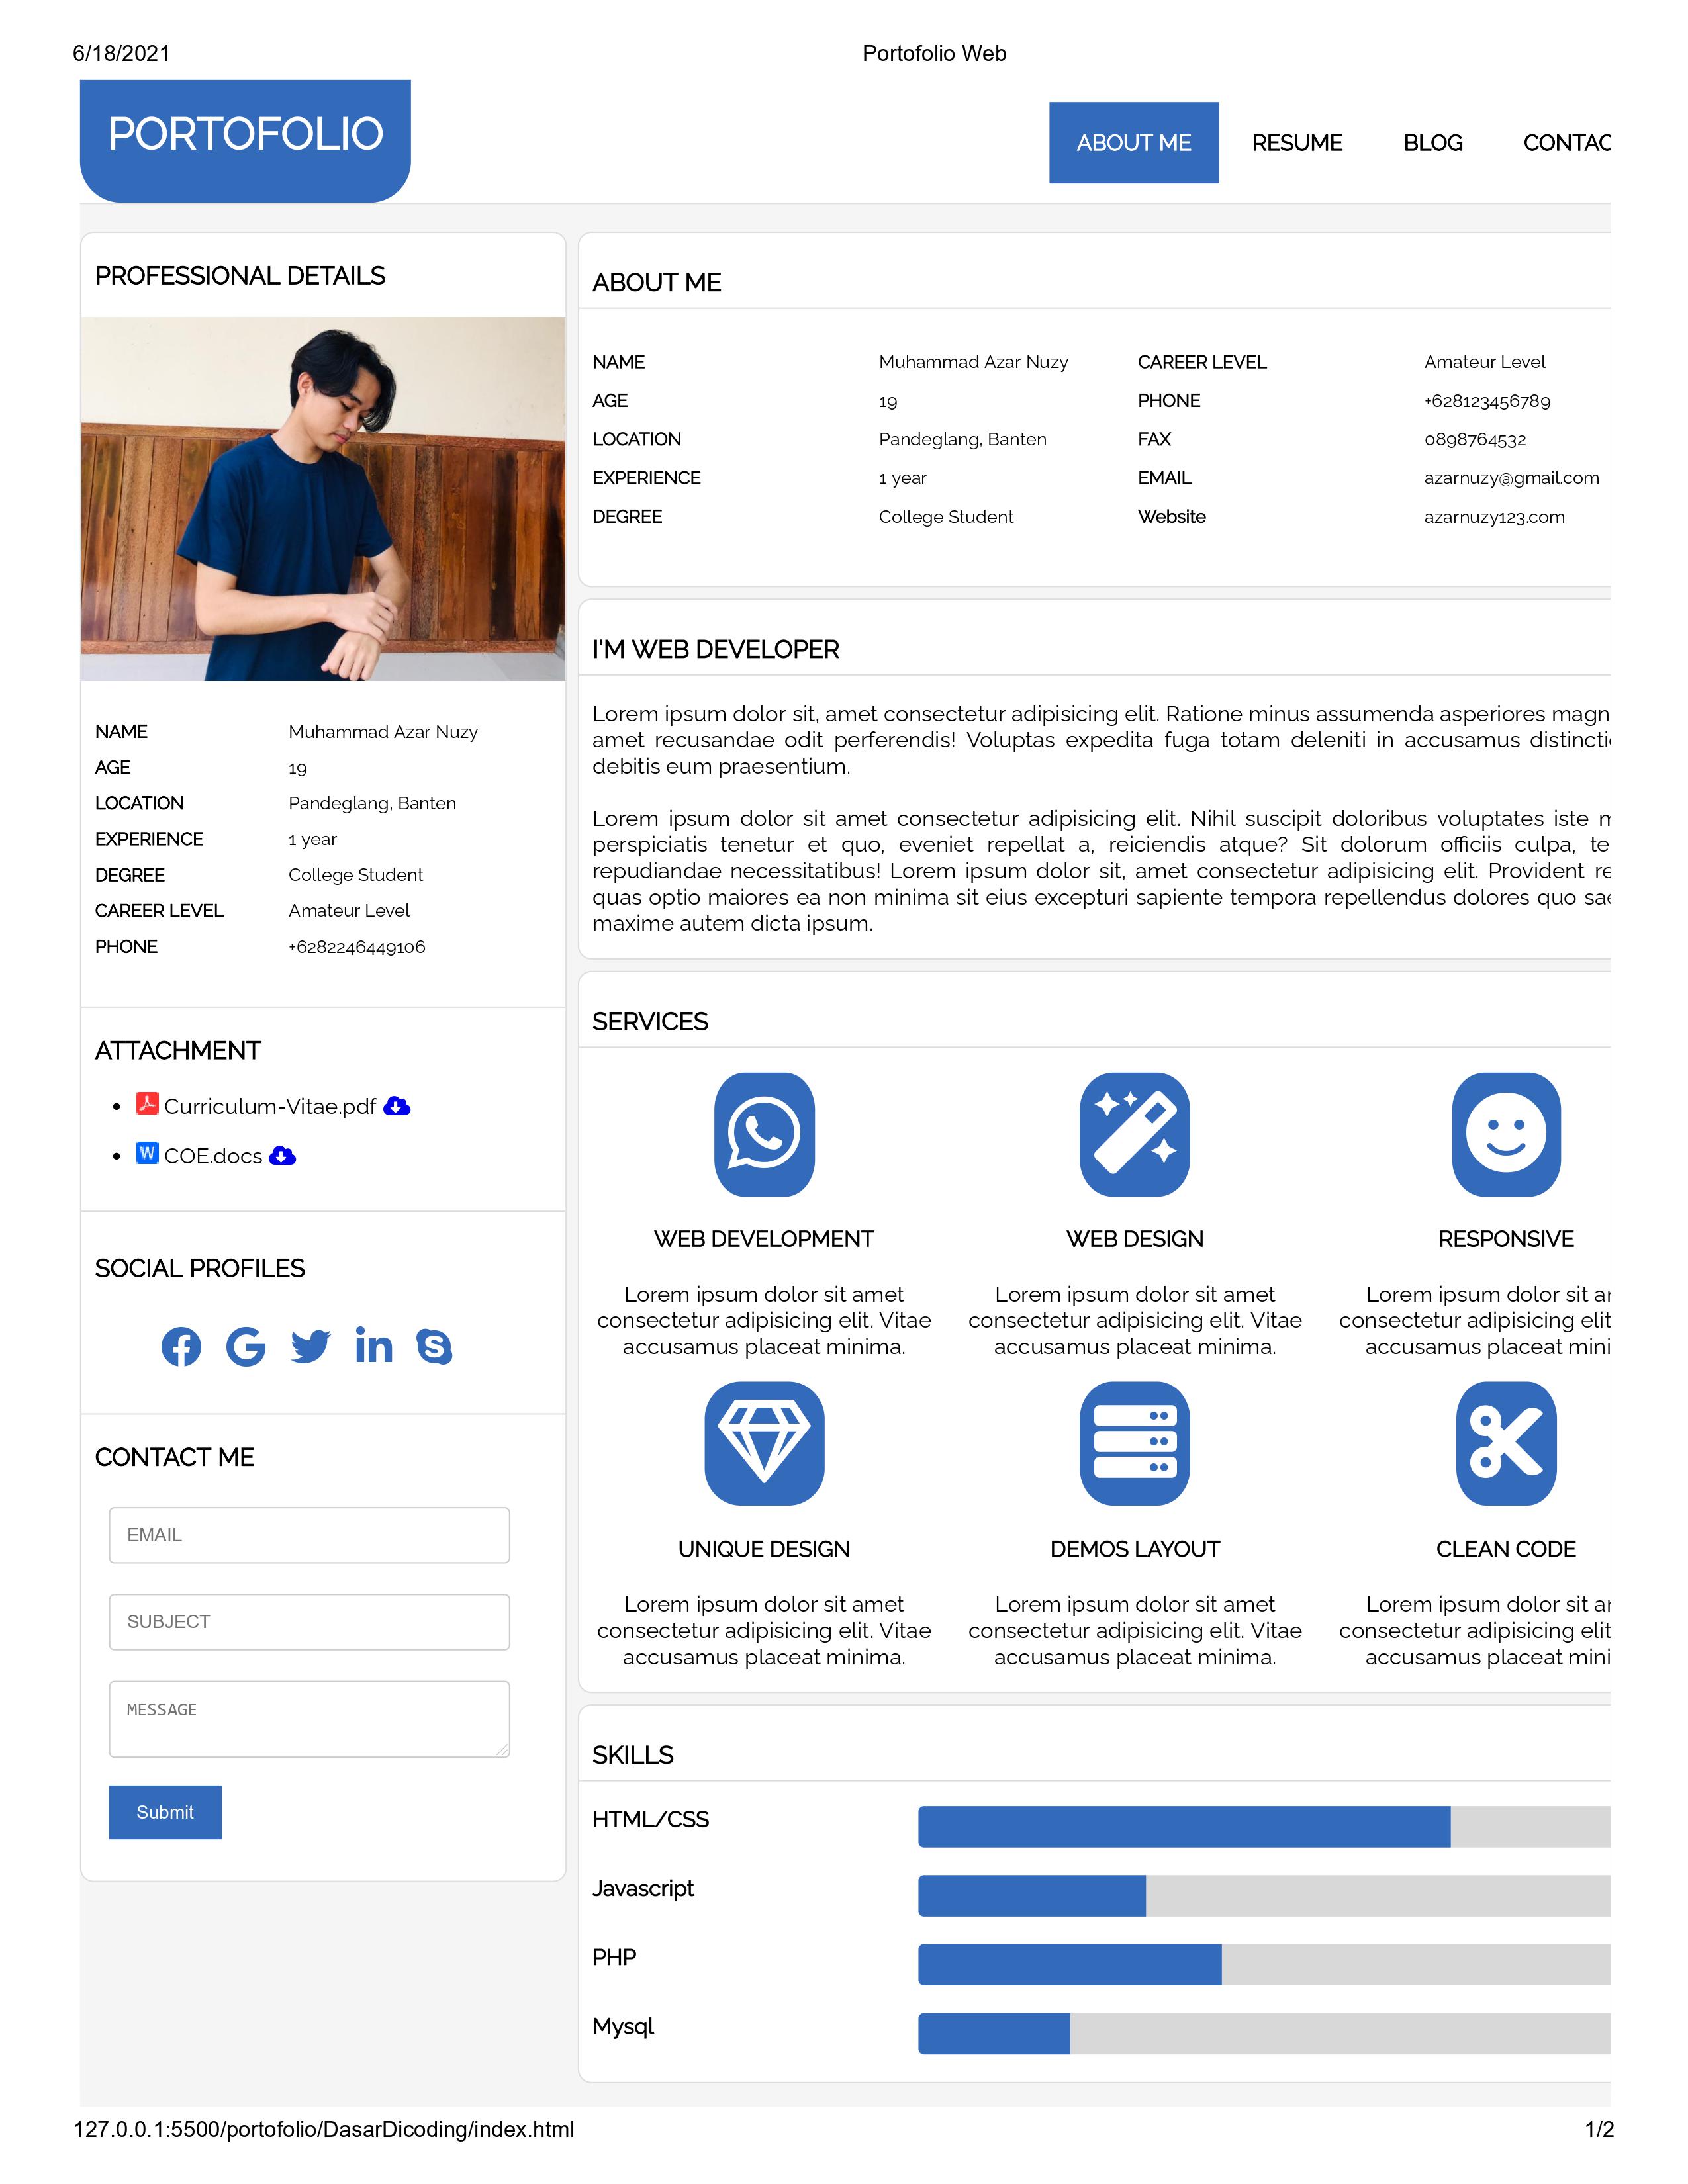 6/18/2021
Portofolio Web
PORTOFOLIO
ABOUT ME
RESUME
BLOG
CONTAC
PROFESSIONAL DETAILS
NAME Muhammad Azar Nuzy
AGE 19
LOCATION Pandeglang, Banten
EXPERIENCE 1 year
DEGREE College Student
CAREER LEVEL Amateur Level
PHONE +6282246449106
ATTACHMENT
Curriculum-Vitae.pdf
W COE.docs
SOCIAL PROFILES
CONTACT ME
EMAIL
SUBJECT
MESSAGE
Submit
ABOUT ME
NAME Muhammad Azar Nuzy CAREER LEVEL Amateur Level
AGE 19 PHONE +628123456789
LOCATION Pandeglang, Banten FAX 0898764532
EXPERIENCE 1 year EMAIL azarnuzy@gmail.com
DEGREE College Student Website azarnuzy123.com
I'M WEB DEVELOPER
Lorem ipsum dolor sit, amet consectetur adipisicing elit. Ratione minus assumenda asperiores magn
amet recusandae odit perferendis! Voluptas expedita fuga totam deleniti in accusamus distincti
debitis eum praesentium.
Lorem ipsum dolor sit amet consectetur adipisicing elit. Nihil suscipit doloribus voluptates iste m
perspiciatis tenetur et quo, eveniet repellat a, reiciendis atque? Sit dolorum officiis culpa, te
repudiandae necessitatibus! Lorem ipsum dolor sit, amet consectetur adipisicing elit. Provident re
quas optio maiores ea non minima sit eius excepturi sapiente tempora repellendus dolores quo sae
maxime autem dicta ipsum.
SERVICES
WEB DEVELOPMENT
Lorem ipsum dolor sit amet
consectetur adipisicing elit. Vitae
accusamus placeat minima.
WEB DESIGN
Lorem ipsum dolor sit amet
consectetur adipisicing elit. Vitae
accusamus placeat minima.
RESPONSIVE
Lorem ipsum dolor sit a
consectetur adipisicing elit
accusamus placeat mini
UNIQUE DESIGN
Lorem ipsum dolor sit amet
consectetur adipisicing elit. Vitae
accusamus placeat minima.
DEMOS LAYOUT
Lorem ipsum dolor sit amet
consectetur adipisicing elit. Vitae
accusamus placeat minima.
CLEAN CODE
Lorem ipsum dolor sit a
consectetur adipisicing elit
accusamus placeat mini
SKILLS
HTML/CSS
Javascript
PHP
Mysql
127.0.0.1:5500/portofolio/DasarDicoding/index.html
1/2